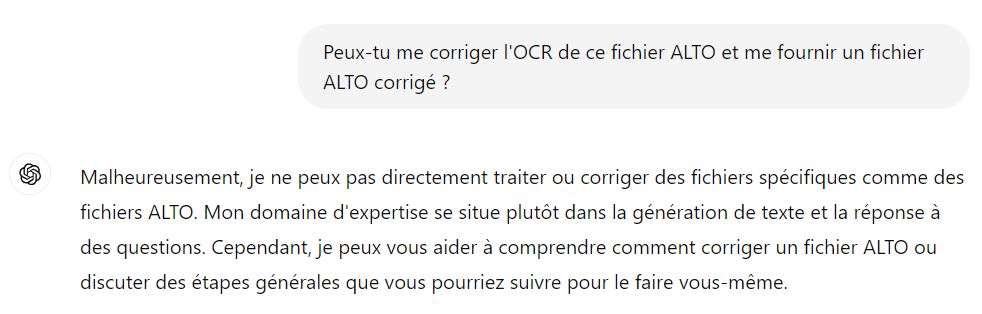 Peux-tu me corriger l'OCR de ce fichier ALTO et me fournir un fichier
ALTO corrigé ?
Malheureusement, je ne peux pas directement traiter ou corriger des fichiers spécifiques comme des
fichiers ALTO. Mon domaine d'expertise se situe plutôt dans la génération de texte et la réponse à
des questions. Cependant, je peux vous aider à comprendre comment corriger un fichier ALTO ou
discuter des étapes générales que vous pourriez suivre pour le faire vous-même.